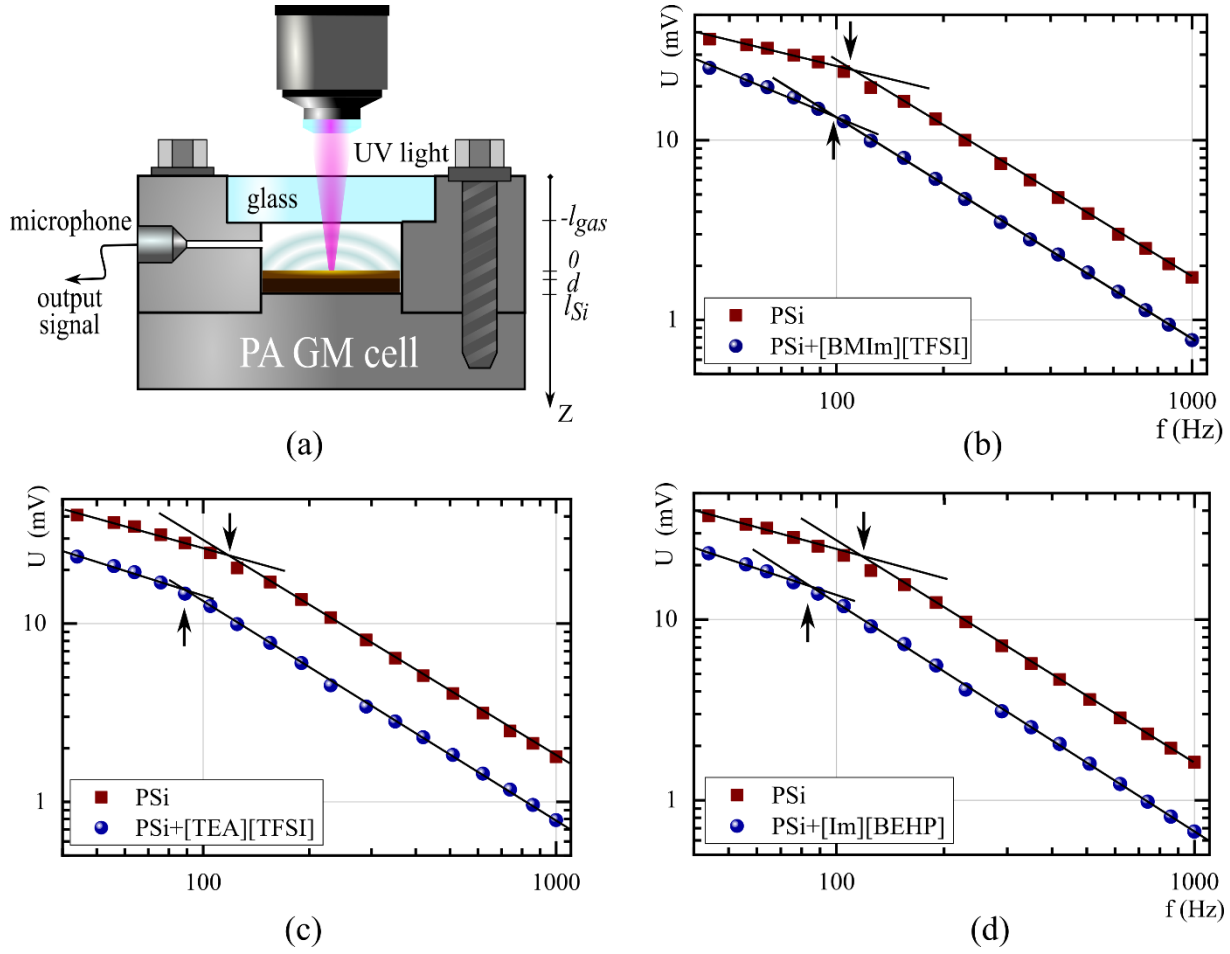 UV light
glass
microphone
output
signal
-l_gas
0
d
l_Si
PA GM cell
Z
(a)
U (mV)
10
1
PSi
PSi+[BMIm][TFSI]
100
1000
f (Hz)
(b)
U (mV)
10
1
PSi
PSi+[TEA][TFSI]
100
1000
(c)
U (mV)
10
1
PSi
PSi+[Im][BEHP]
100
1000
f (Hz)
(d)